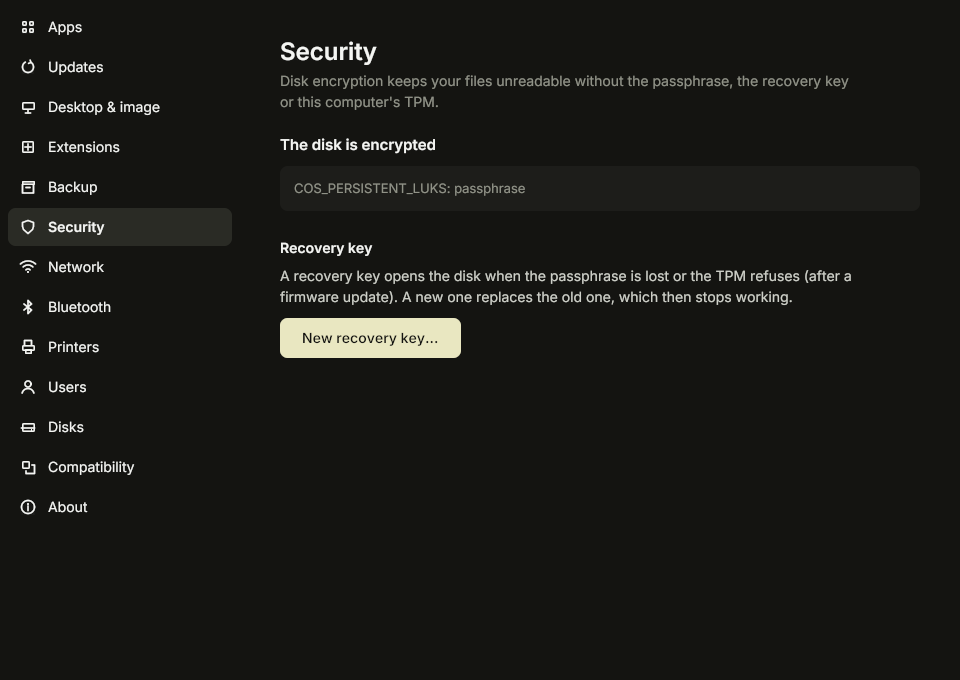 Apps
Updates
Desktop & image
Extensions
Backup
Security
Network
Bluetooth
Printers
Users
Disks
Compatibility
About
Security
Disk encryption keeps your files unreadable without the passphrase, the recovery key
or this computer's TPM.
The disk is encrypted
COS_PERSISTENT_LUKS: passphrase
Recovery key
A recovery key opens the disk when the passphrase is lost or the TPM refuses (after a
firmware update). A new one replaces the old one, which then stops working.
New recovery key...